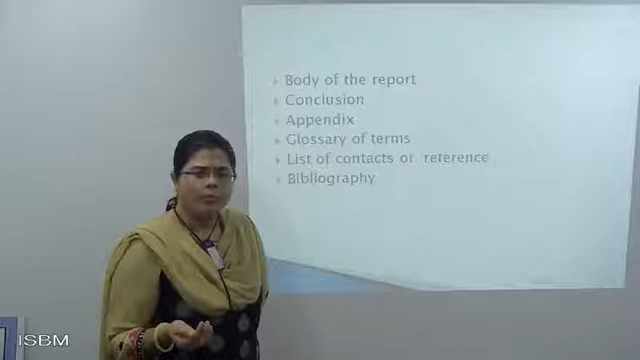 Body of the report
Conclusion
Appendix
Glossary of terms
List of contacts or reference
Bibliography
ISBM